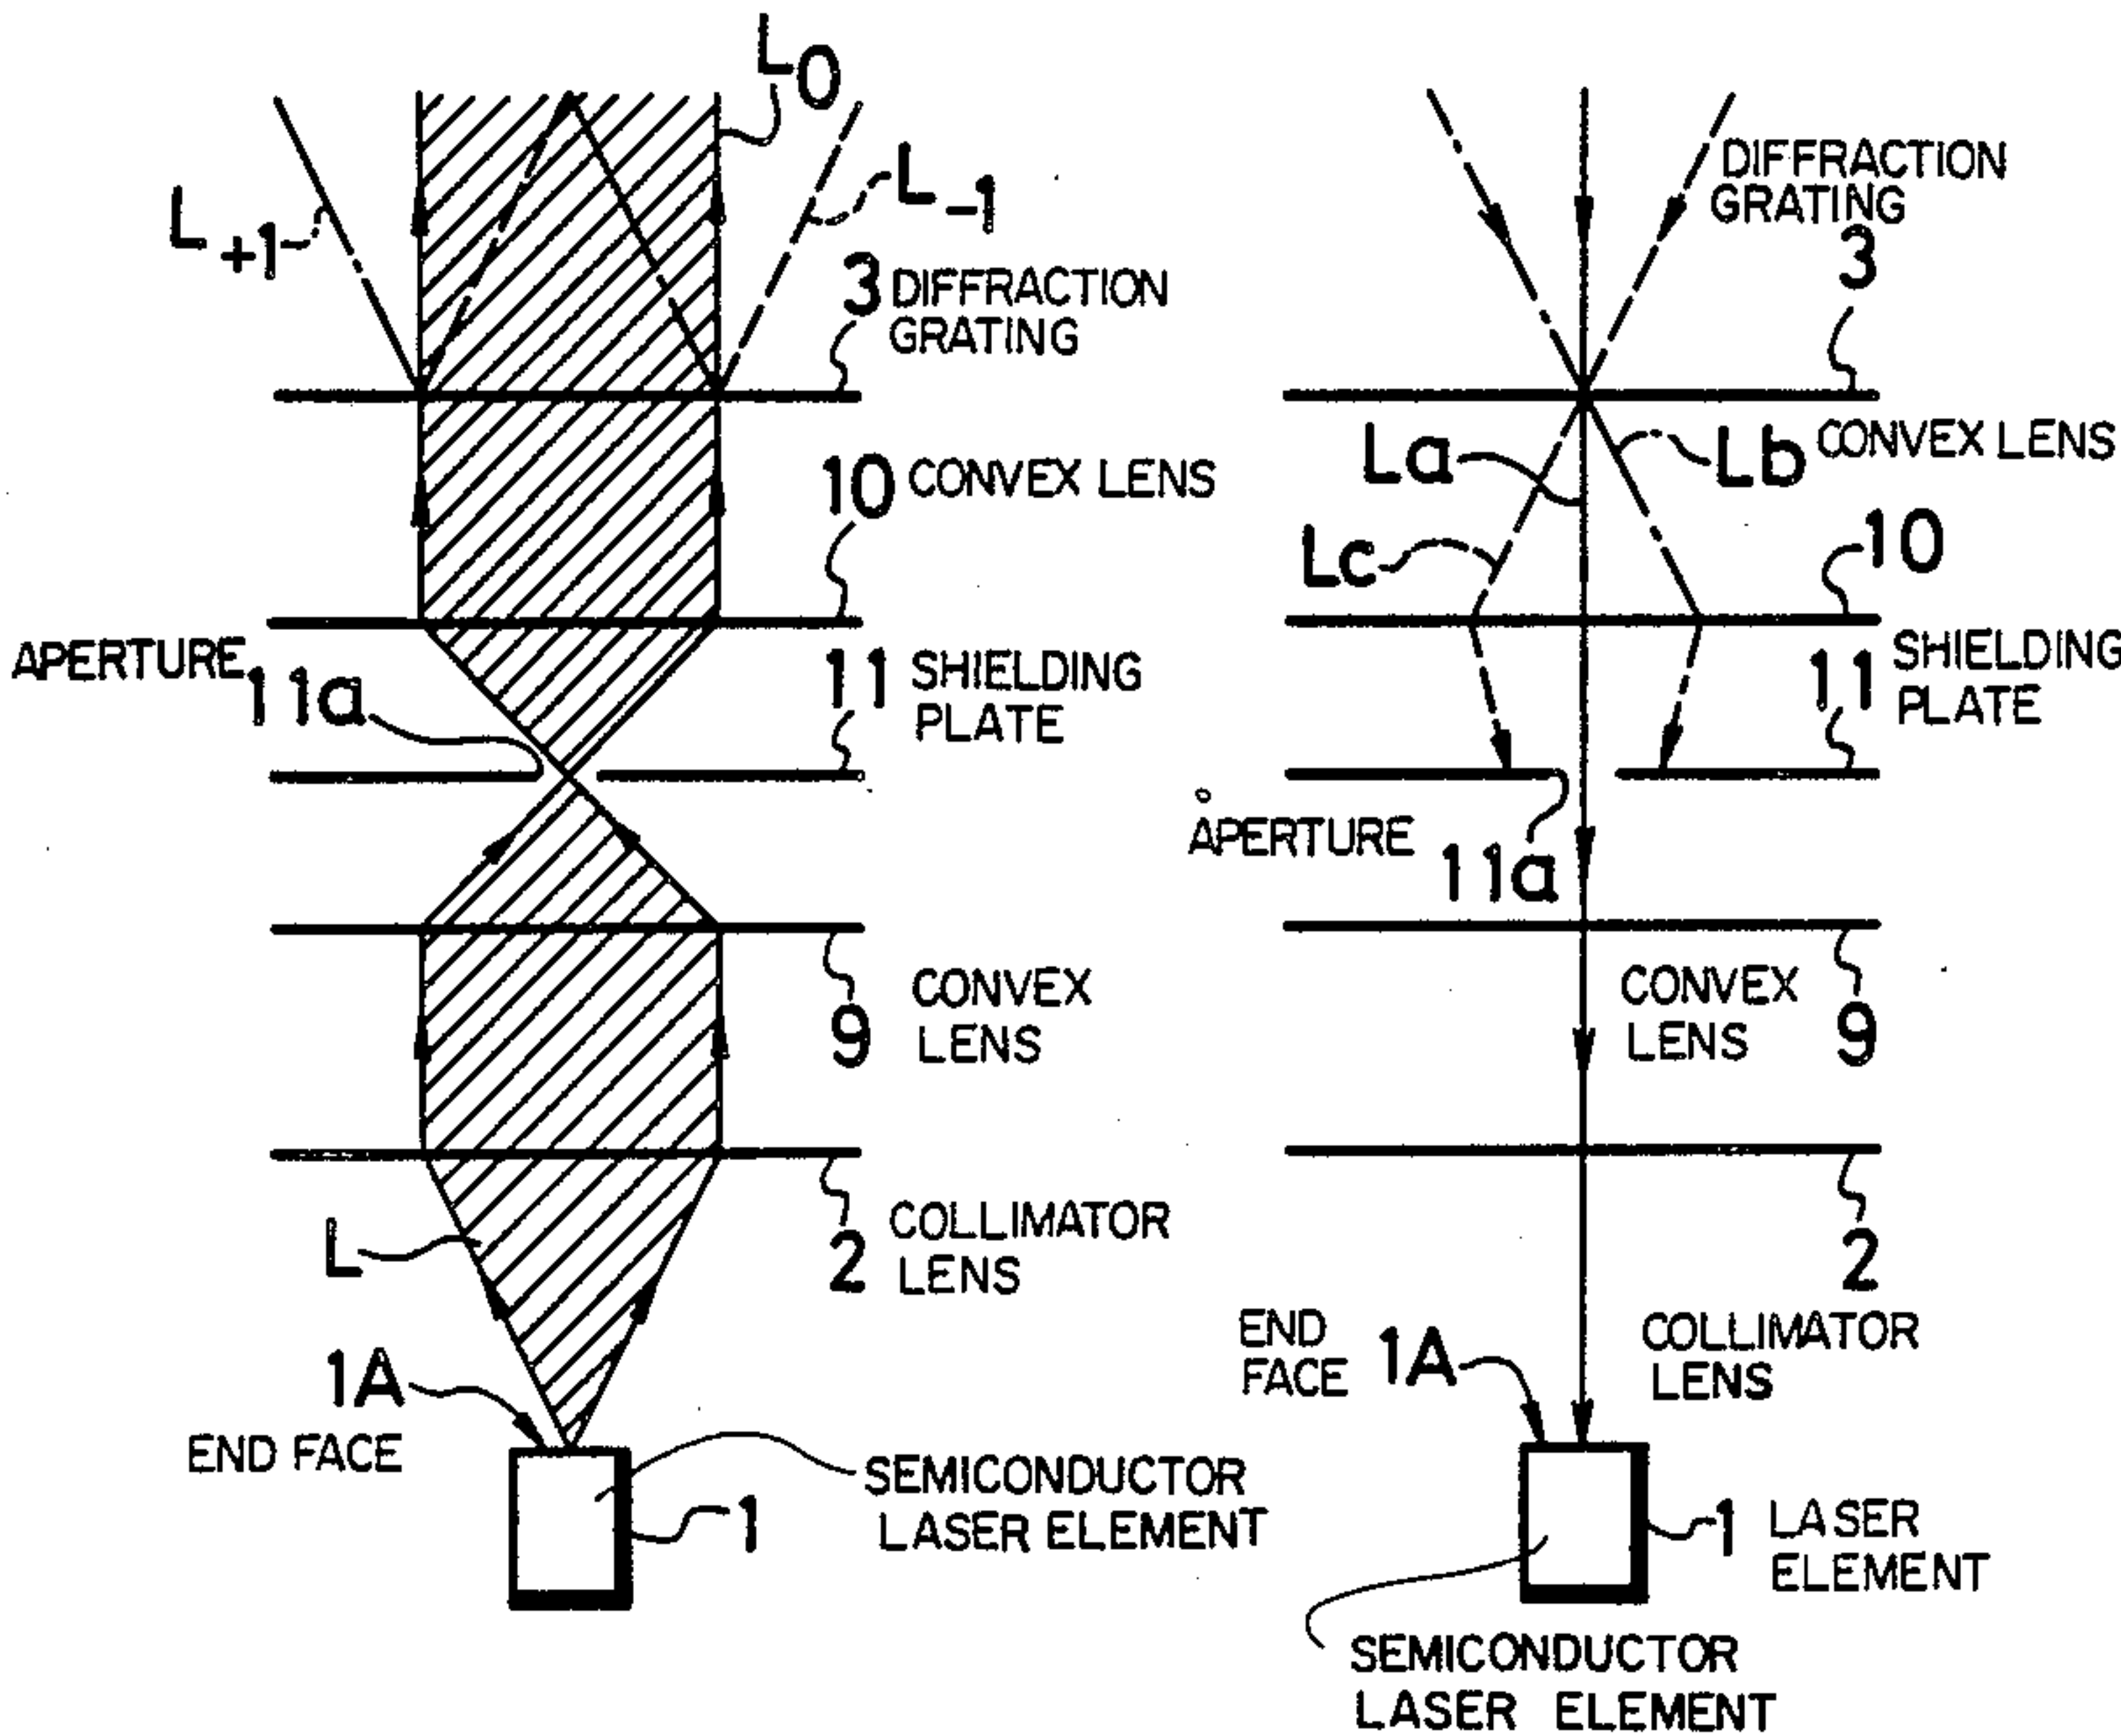 L0
L+1
L-1
3 DIFFRACTION
GRATING
10 CONVEX LENS
APERTURE
11a
11 SHIELDING
PLATE
CONVEX
9 LENS
L
COLLIMATOR
2 LENS
1A
END FACE
SEMICONDUCTOR
LASER ELEMENT
1
DIFFRACTION
GRATING
3
La
Lb CONVEX LENS
Lc
10
SHIELDING
11 PLATE
APERTURE
11a
CONVEX
LENS 9
2
END
FACE 1A
COLLIMATOR
LENS
1 LASER
ELEMENT
SEMICONDUCTOR
LASER ELEMENT